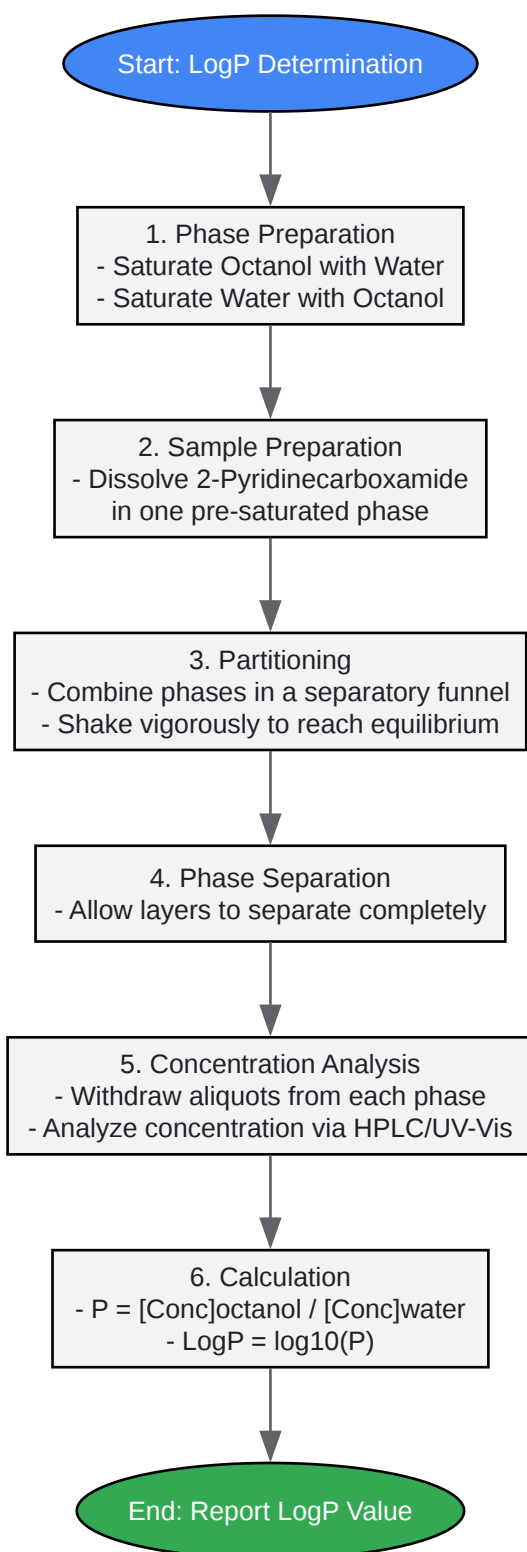 Start: LogP Determination
1. Phase Preparation
- Saturate Octanol with Water
- Saturate Water with Octanol
2. Sample Preparation
- Dissolve 2-Pyridinecarboxamide
in one pre-saturated phase
3. Partitioning
- Combine phases in a separatory funnel
- Shake vigorously to reach equilibrium
4. Phase Separation
- Allow layers to separate completely
5. Concentration Analysis
- Withdraw aliquots from each phase
- Analyze concentration via HPLC/UV-Vis
6. Calculation
- P = [Conc]octanol / [Conc]water
- LogP = log10(P)
End: Report LogP Value